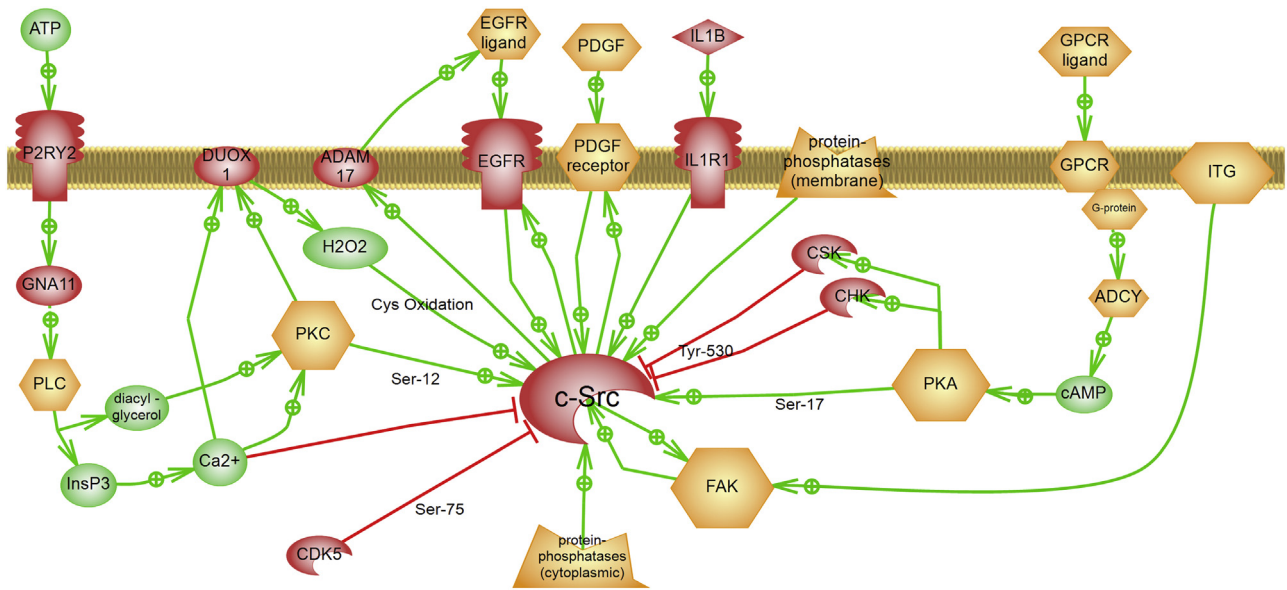 ATP
EGFR
ligand
PDGF
IL1B
GPCR
ligand
P2RY2
DUOX
1
ADAM
17
EGFR
PDGF
receptor
IL1R1
protein-
phosphatases
(membrane)
GPCR
ITG
G-protein
H2O2
CSK
GNA11
CHK
ADCY
Cys Oxidation
PKC
Tyr-530
PLC
Ser-12
c-Src
PKA
cAMP
diacyl -
glycerol
Ser-17
Ca2+
InsP3
FAK
Ser-75
CDK5
protein-
phosphatases
(cytoplasmic)